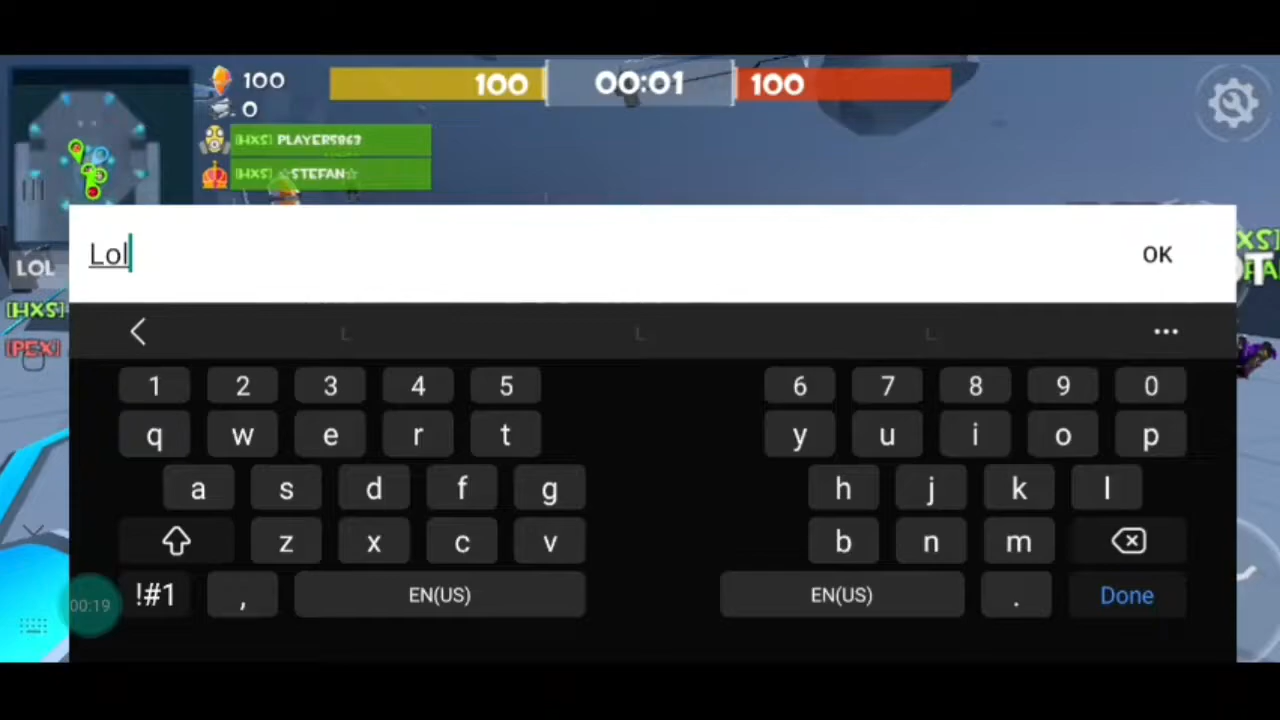 100
0
100 00:01 100
[HXS] PLAYER5863
[HXS] ☆STEFAN☆
Lol
OK
LOL
[HXS]
[PEX]
1 2 3 4 5 6 7 8 9 0
q w e r t y u i o p
a s d f g h j k l
z x c v b n m
!#1 , EN(US) EN(US) . Done
00:19